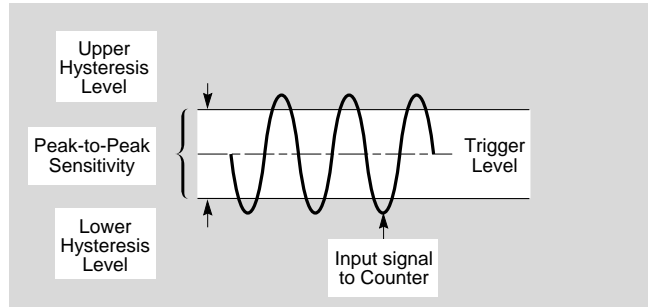 Upper
Hysteresis
Level
Peak-to-Peak
Sensitivity
Trigger
Level
Lower
Hysteresis
Level
Input signal
to Counter